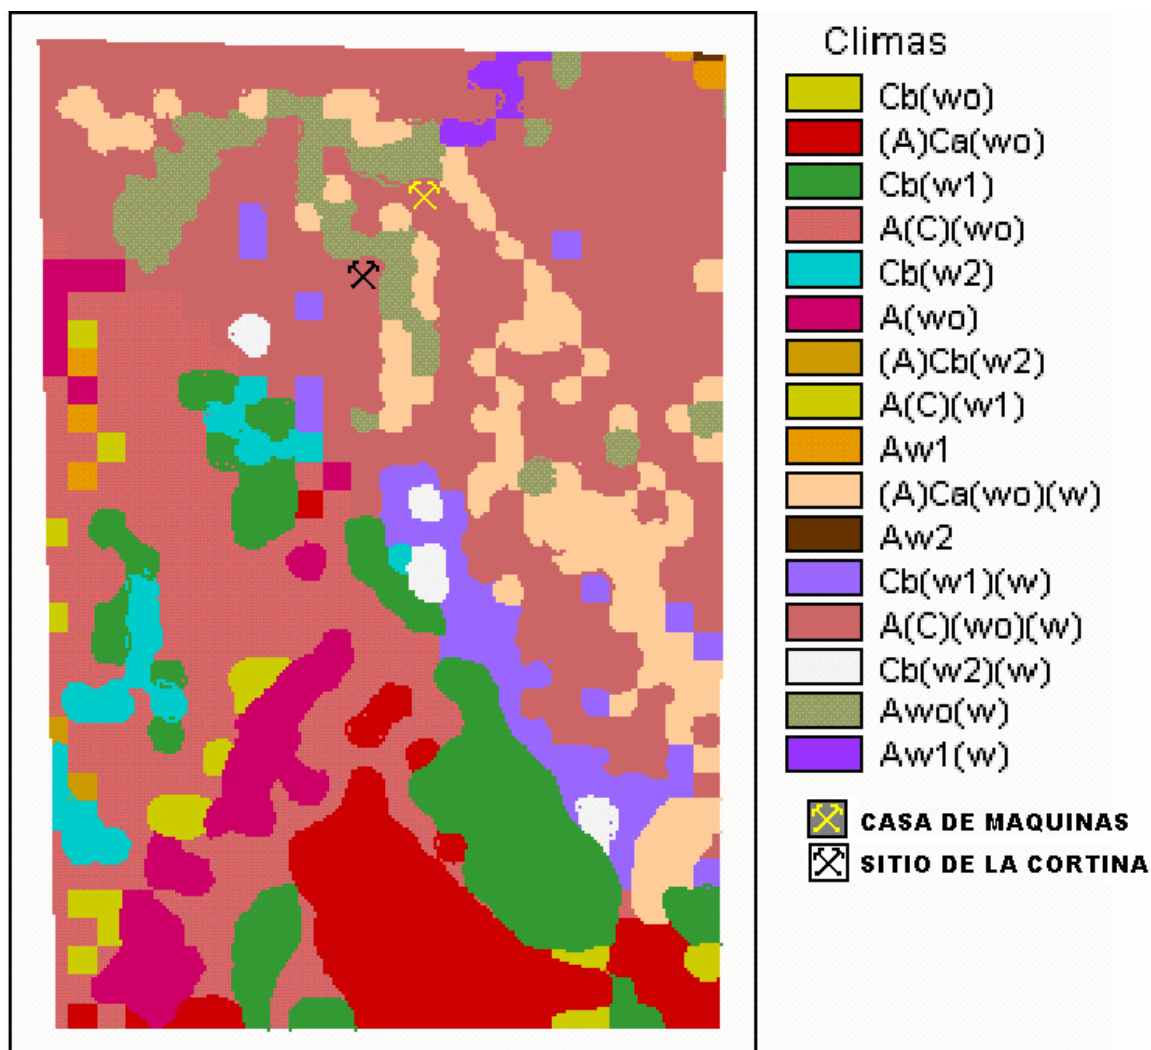 Climas
Cb(wo)
(A)Ca(wo)
Cb(w1)
A(C)(wo)
Cb(w2)
A(wo)
(A)Cb(w2)
A(C)(w1)
Aw1
(A)Ca(wo)(w)
Aw2
Cb(w1)(w)
A(C)(wo)(w)
Cb(w2)(w)
Awo(w)
Aw1(w)
CASA DE MAQUINAS
SITIO DE LA CORTINA